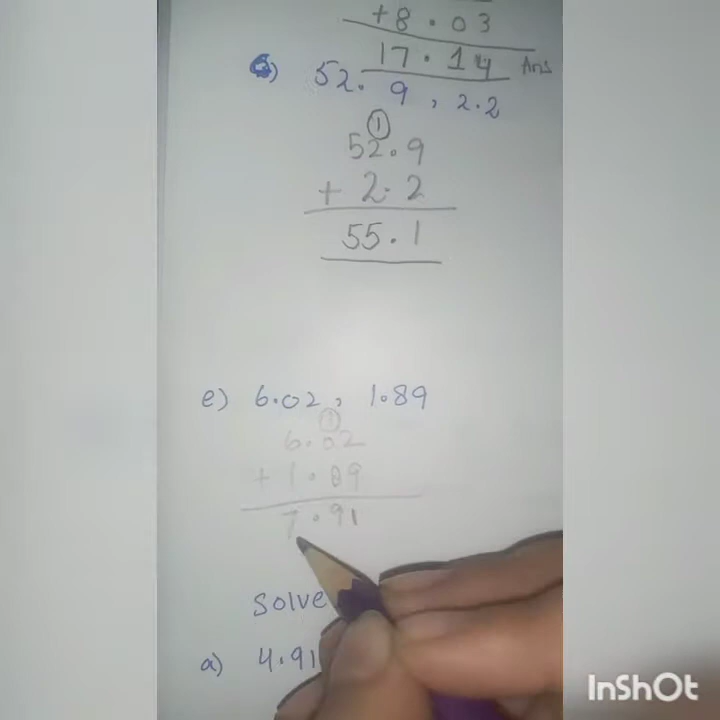 +8.03
17.14 Ans
) 52.9, 2.2
1
52.9
+ 2.2
55.1
e) 6.02, 1.89
1
6.02
+ 1.89
7.91
Solve
a) 4.91
InShOt